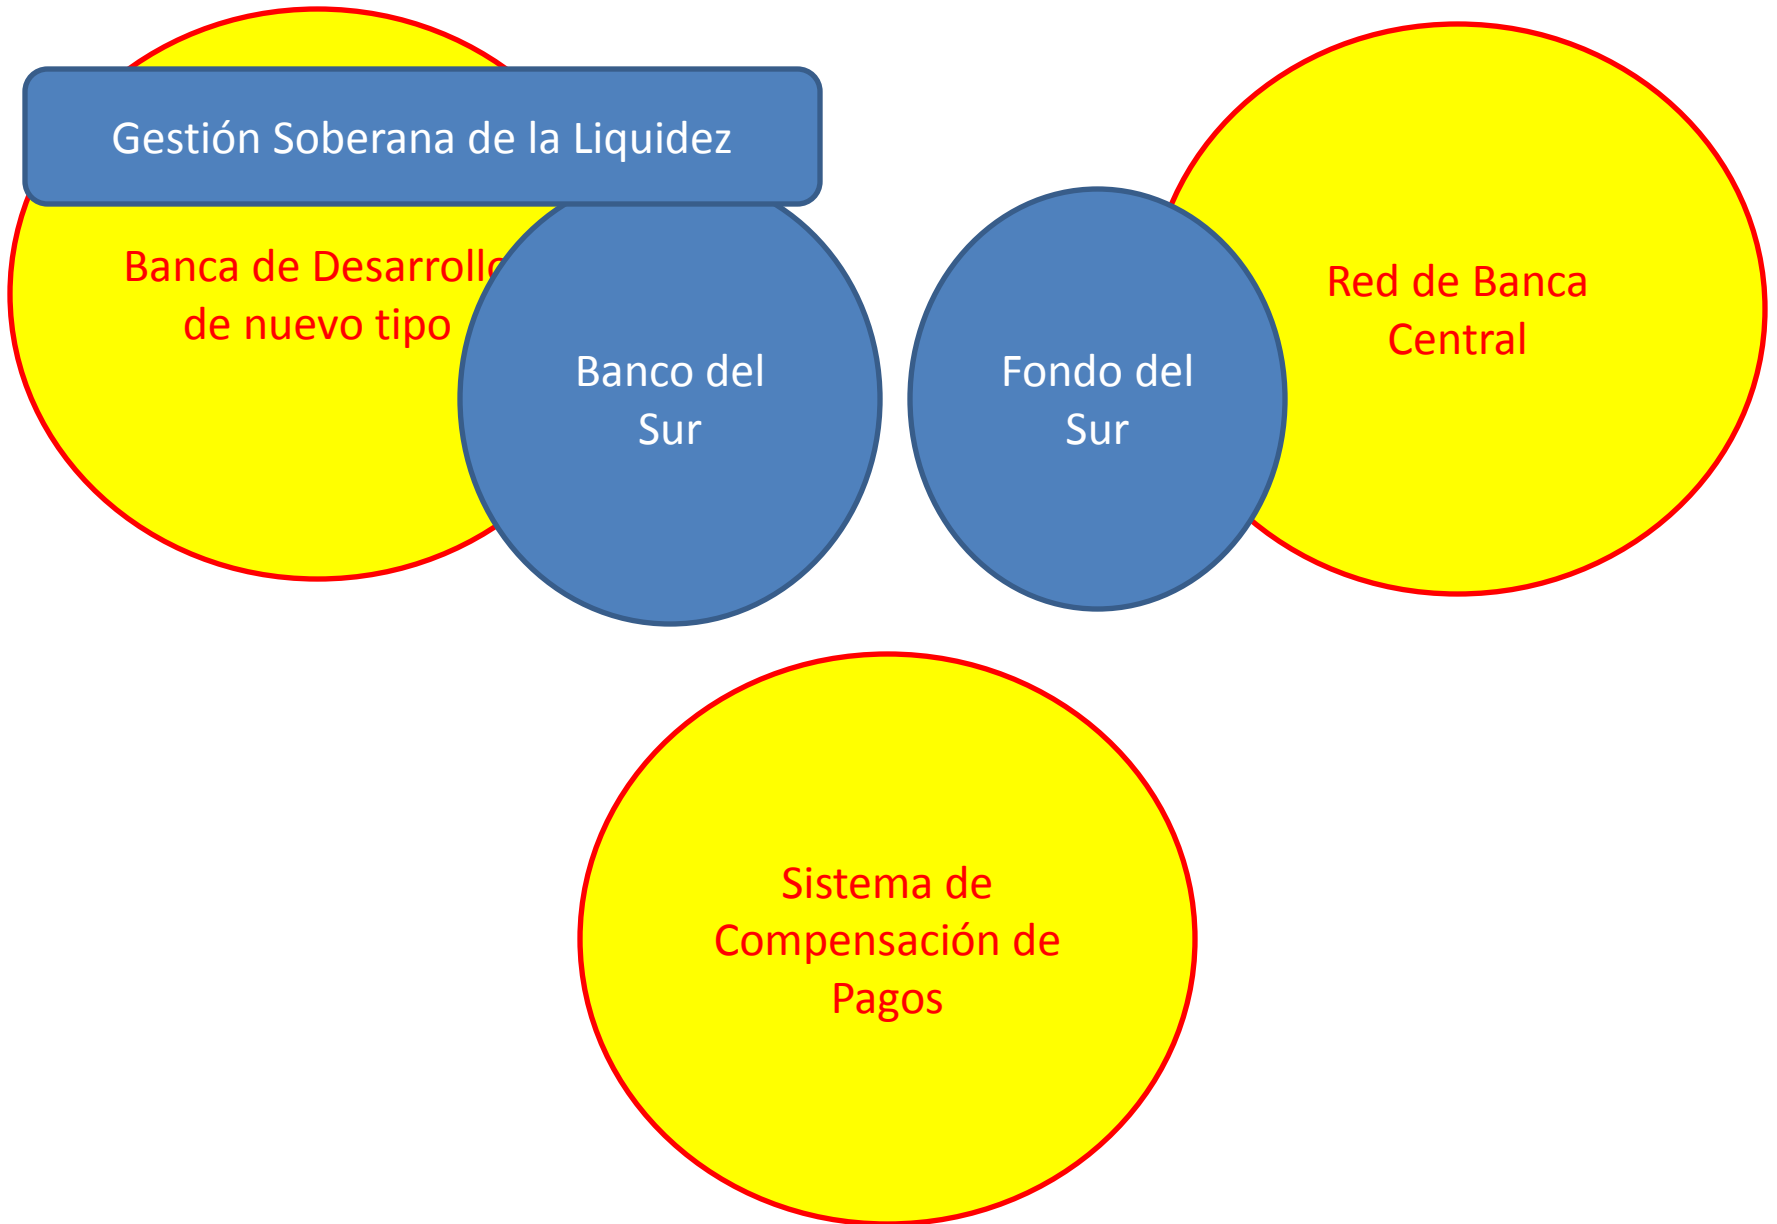 Gestión Soberana de la Liquidez
Banca de Desarrollo
de nuevo tipo
Banco del
Sur
Fondo del
Sur
Red de Banca
Central
Sistema de
Compensación de
Pagos